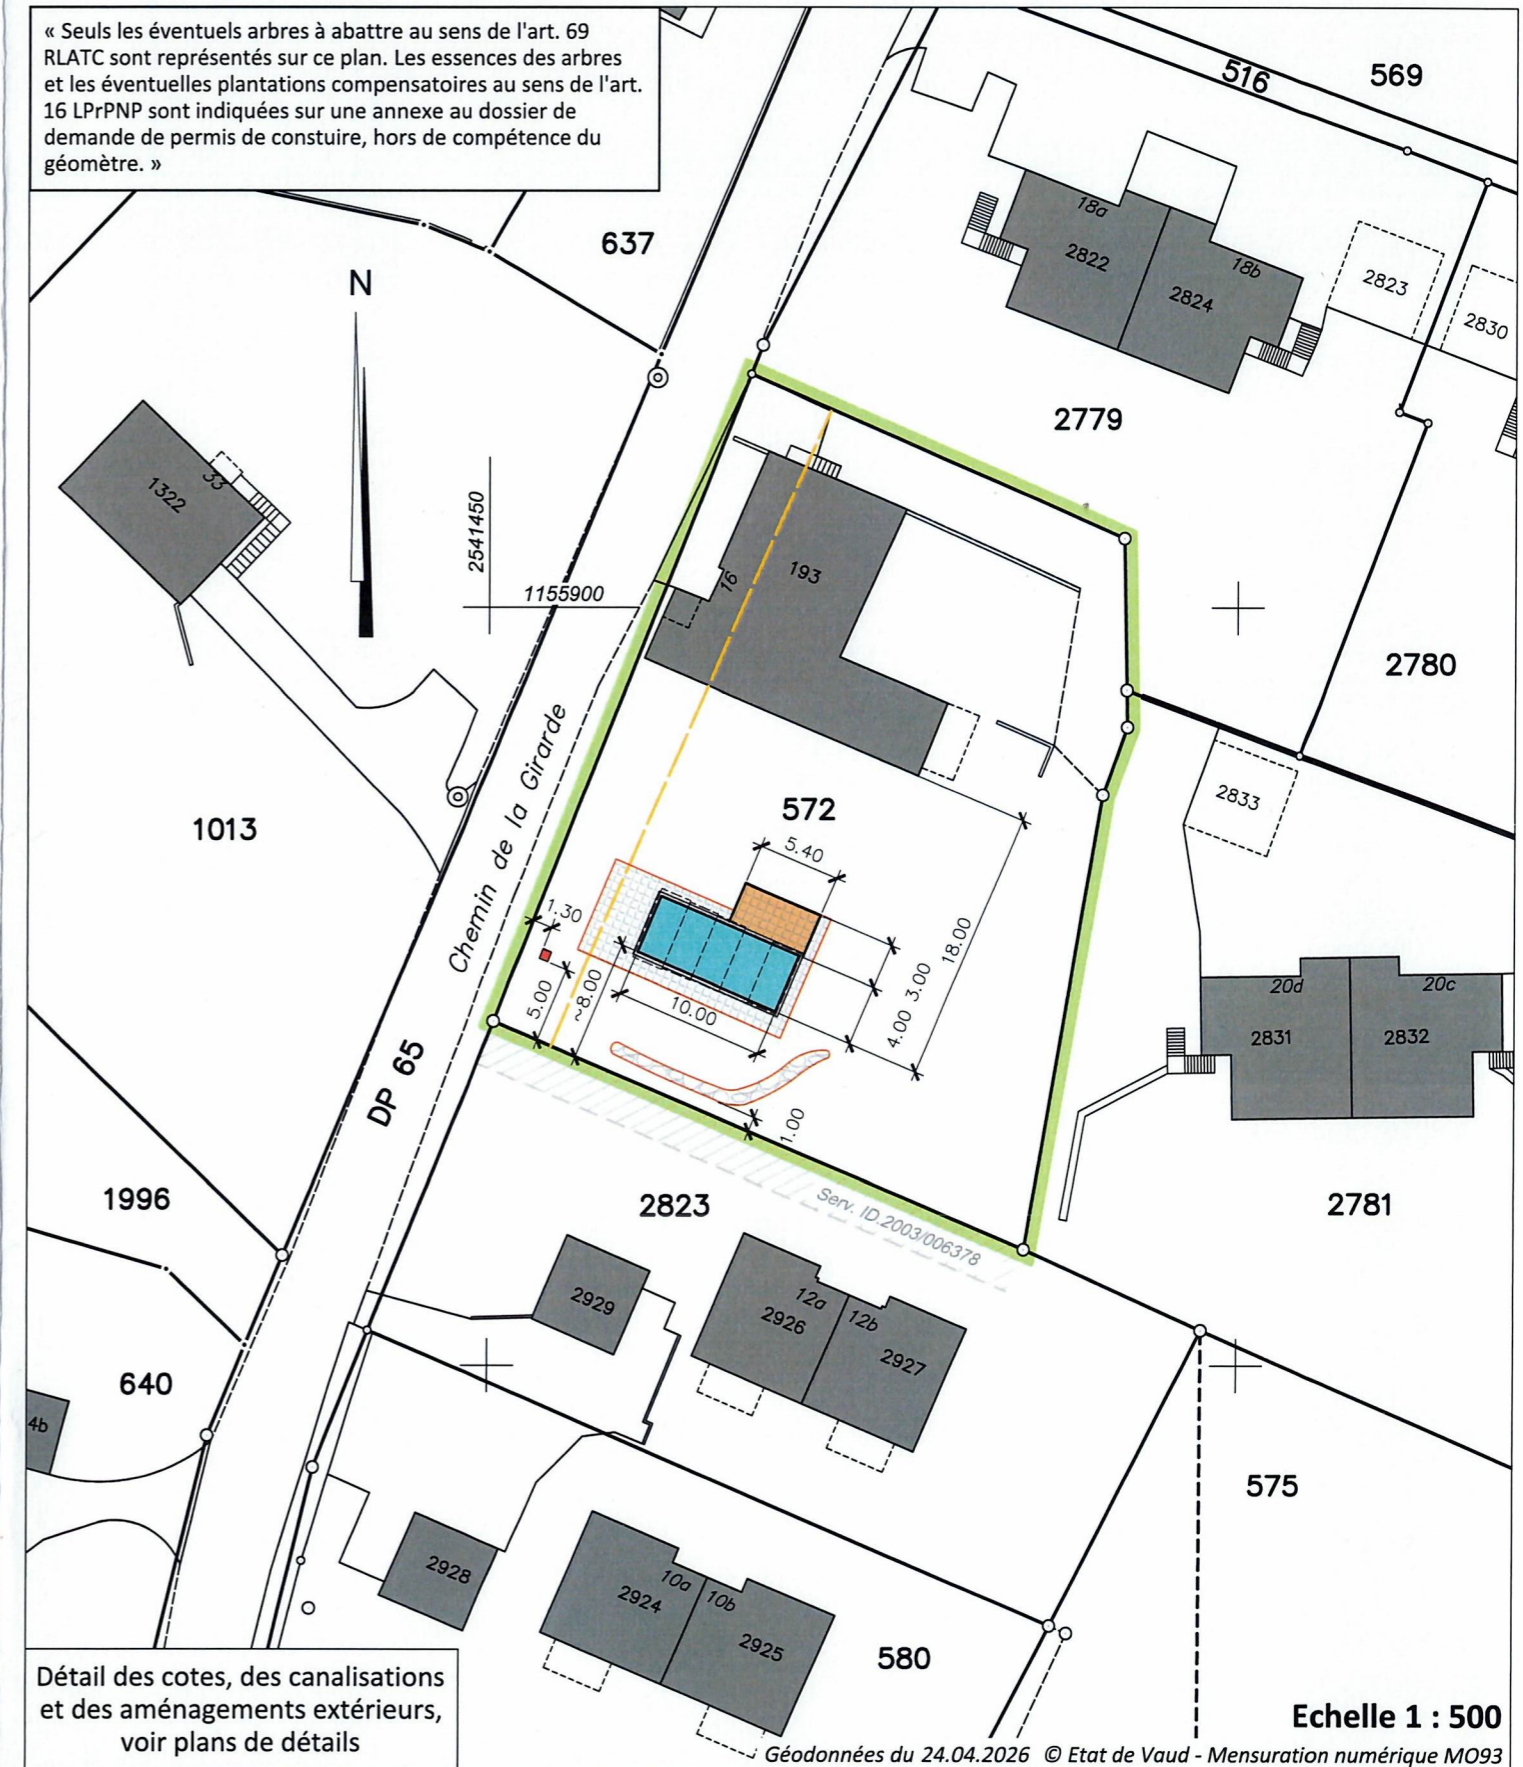 « Seuls les éventuels arbres à abattre au sens de l'art. 69
RLATC sont représentés sur ce plan. Les essences des arbres
et les éventuelles plantations compensatoires au sens de l'art.
16 LPrPNP sont indiquées sur une annexe au dossier de
demande de permis de constuire, hors de compétence du
géomètre. »
516
569
637
18a
2822
18b
2824
2823
2830
N
2779
33
1322
2541450
1155900
193
16
2780
Chemin de la Girarde
572
1013
2833
5.40
1.30
18.00
5.00
~8.00
10.00
3.00
4.00
1.00
20d
20c
2831
2832
DP 65
1996
2823
Serv. ID.2003/006378
2781
2929
12a
2926
12b
2927
640
4b
575
2928
10a
2924
10b
2925
580
Détail des cotes, des canalisations
et des aménagements extérieurs,
voir plans de détails
Echelle 1 : 500
Géodonnées du 24.04.2026 © Etat de Vaud - Mensuration numérique MO93